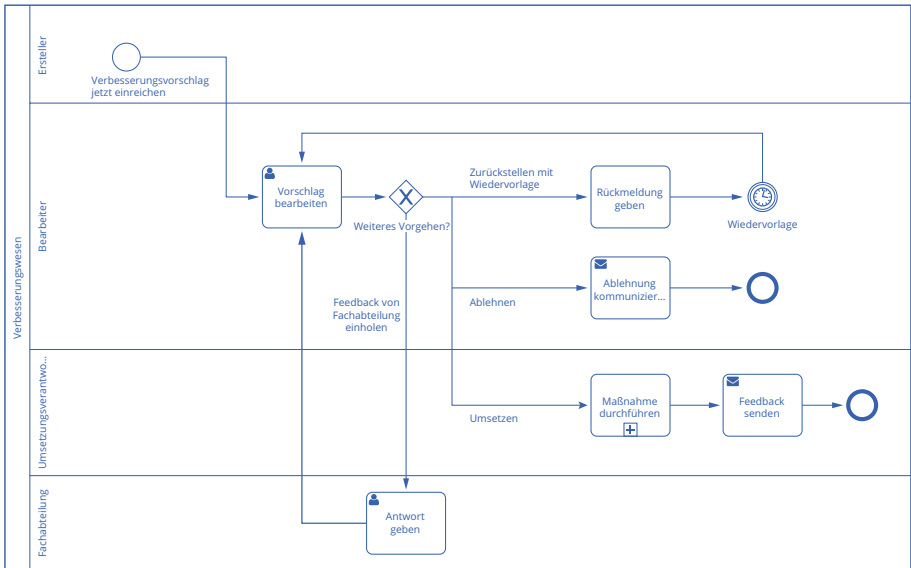 Verbesserungswesen
Ersteller
Verbesserungsvorschlag
jetzt einreichen
Bearbeiter
Vorschlag
bearbeiten
Weiteres Vorgehen?
Zurückstellen mit
Wiedervorlage
Rückmeldung
geben
Wiedervorlage
Ablehnen
Ablehnung
kommunizier...
Feedback von
Fachabteilung
einholen
Umsetzungsverantwo...
Umsetzen
Maßnahme
durchführen
Feedback
senden
Fachabteilung
Antwort
geben